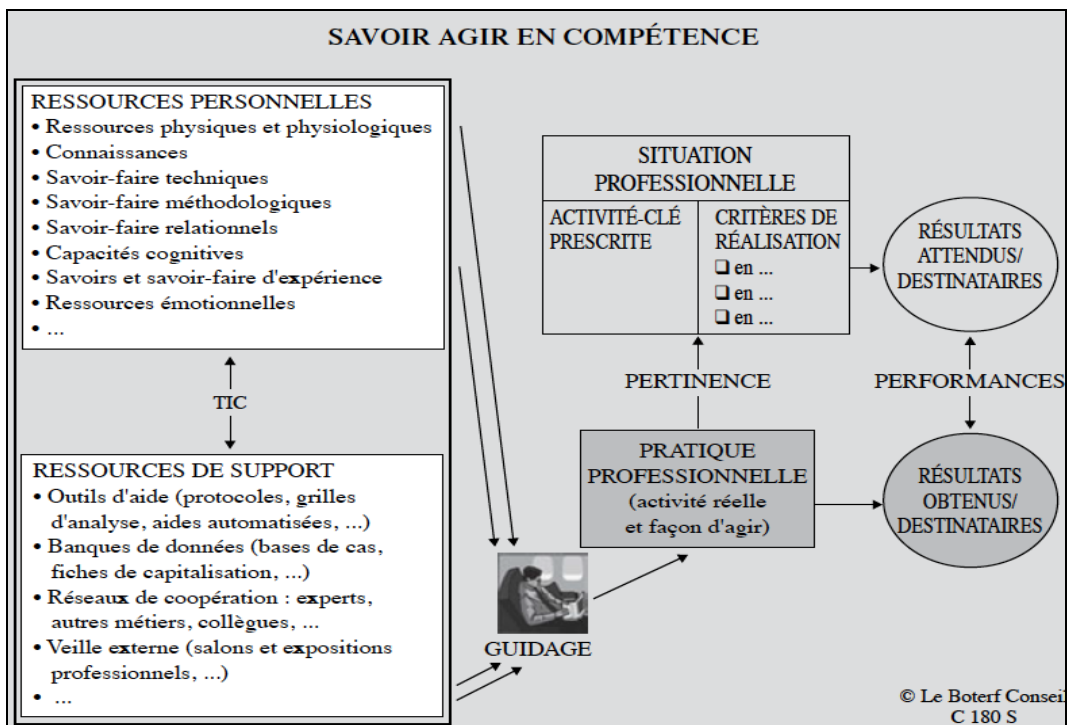 SAVOIR AGIR EN COMPÉTENCE
RESSOURCES PERSONNELLES
• Ressources physiques et physiologiques
• Connaissances
• Savoir-faire techniques
• Savoir-faire méthodologiques
• Savoir-faire relationnels
• Capacités cognitives
• Savoirs et savoir-faire d'expérience
• Ressources émotionnelles
• ...
TIC
RESSOURCES DE SUPPORT
• Outils d'aide (protocoles, grilles
d'analyse, aides automatisées, ...)
• Banques de données (bases de cas,
fiches de capitalisation, ...)
• Réseaux de coopération : experts,
autres métiers, collègues, ...
• Veille externe (salons et expositions
professionnels, ...)
• ...
GUIDAGE
SITUATION
PROFESSIONNELLE
ACTIVITÉ-CLÉ
PRESCRITE
CRITÈRES DE
RÉALISATION
❑ en ...
❑ en ...
❑ en ...
RÉSULTATS
ATTENDUS/
DESTINATAIRES
PERTINENCE
PERFORMANCES
PRATIQUE
PROFESSIONNELLE
(activité réelle
et façon d'agir)
RÉSULTATS
OBTENUS/
DESTINATAIRES
© Le Boterf Conseil
C 180 S